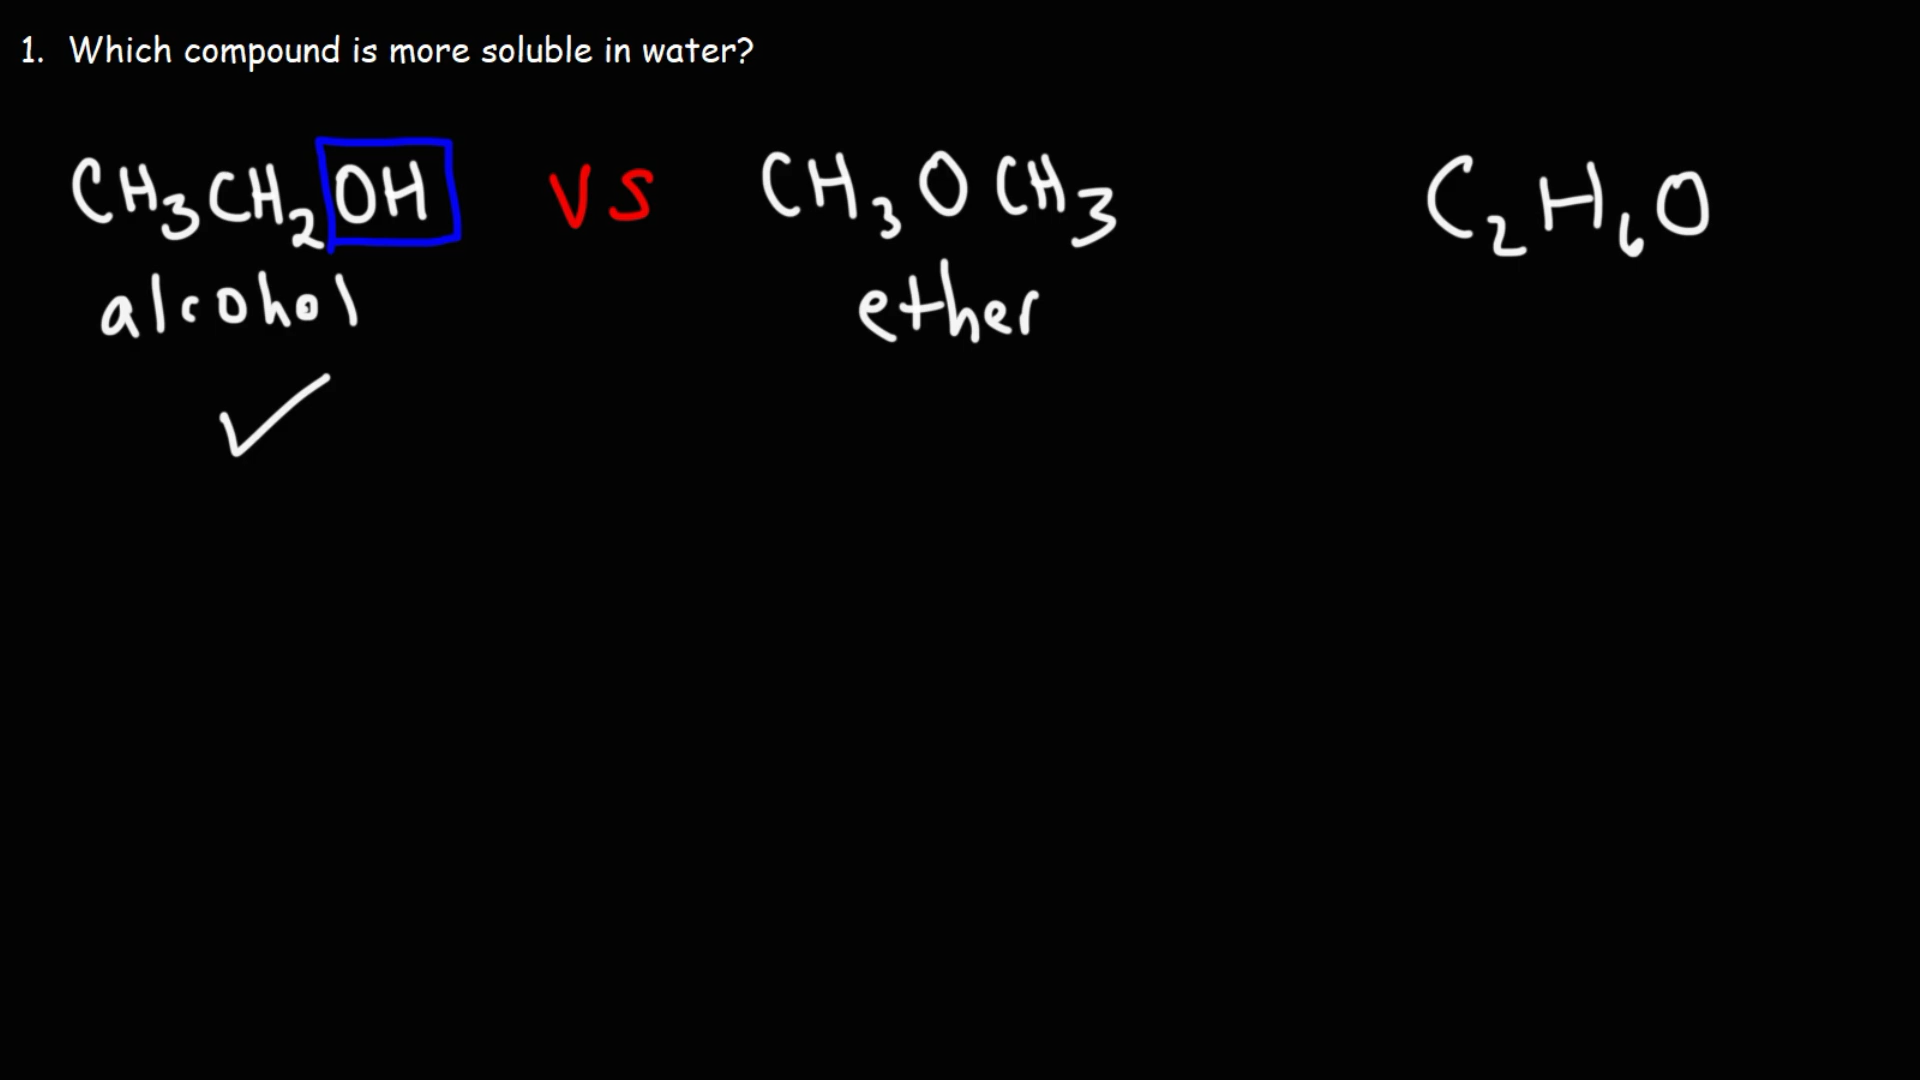 1. Which compound is more soluble in water?
CH₃CH₂OH VS CH₃OCH₃ C₂H₆O
alcohol ether